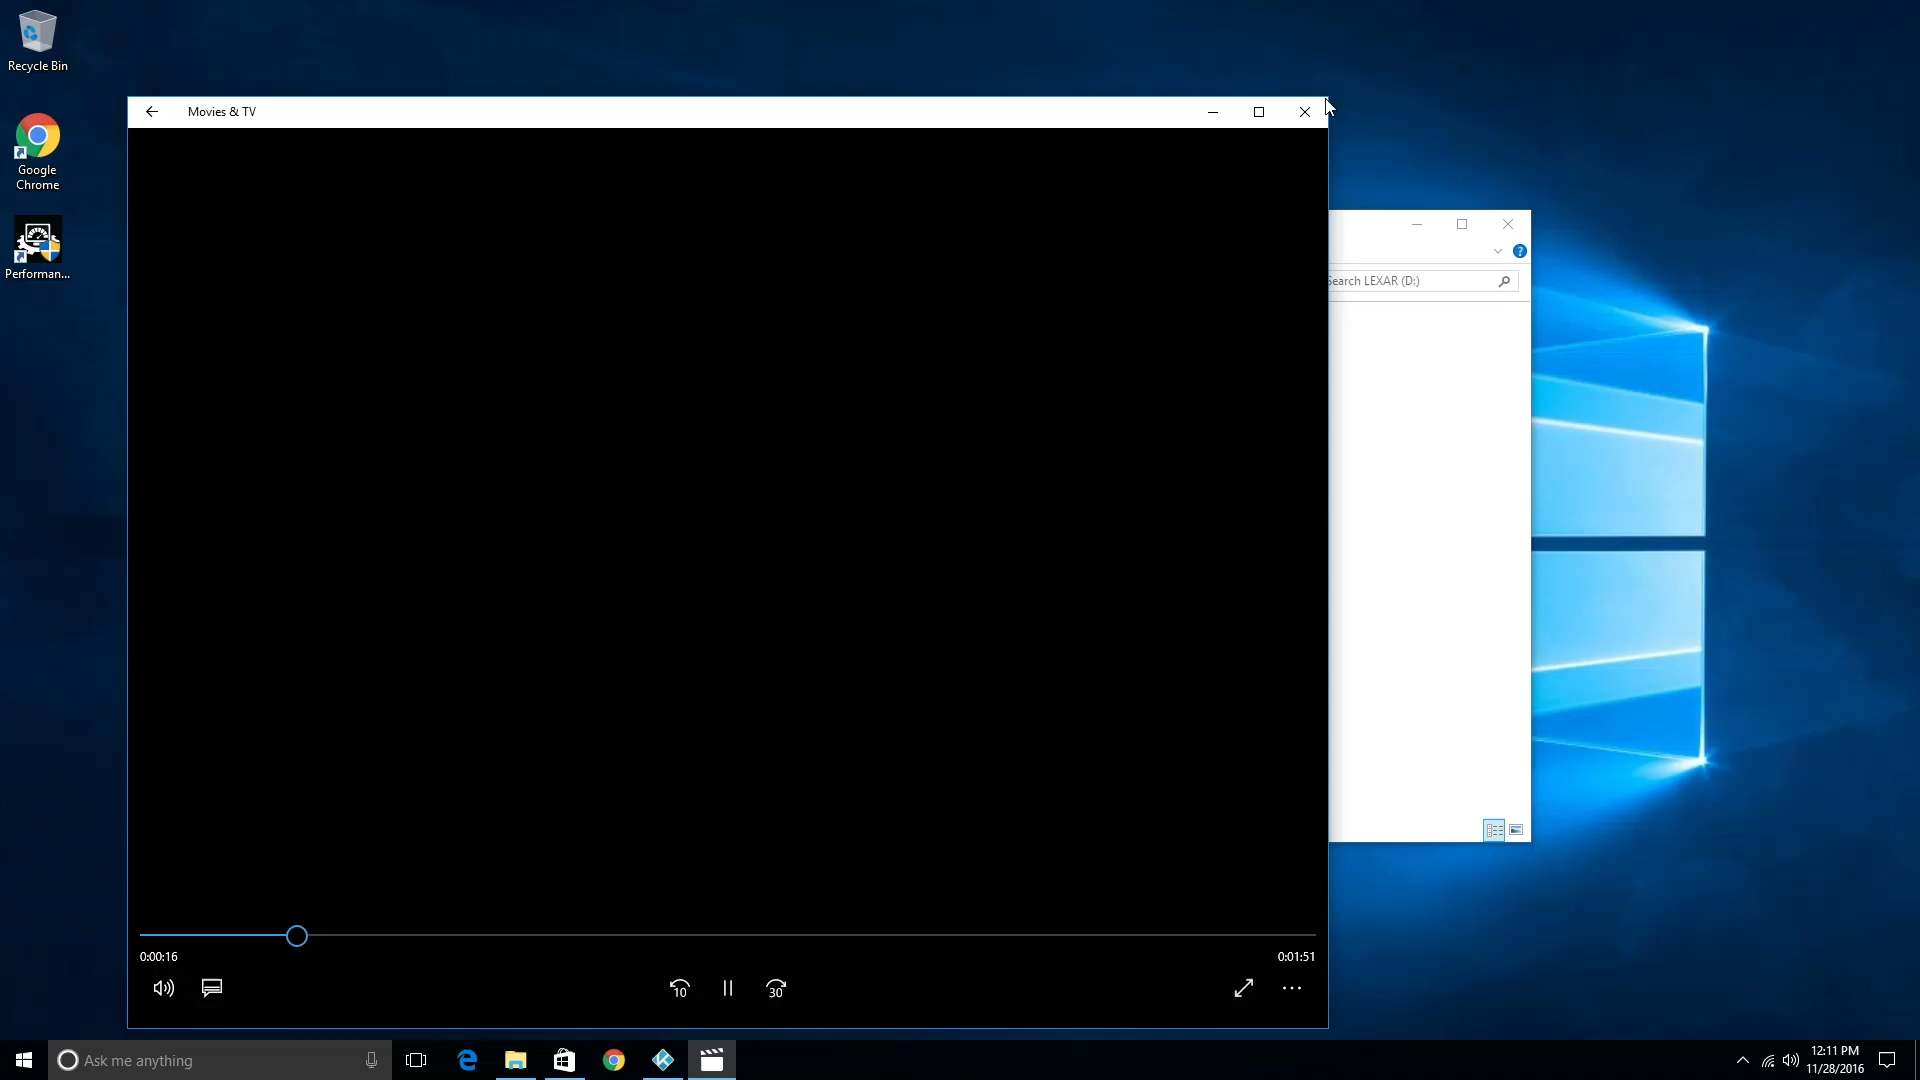 Recycle Bin
Google
Chrome
Performan...
Movies & TV
Search LEXAR (D:)
0:00:16
0:01:51
10
30
Ask me anything
12:11 PM
11/28/2016